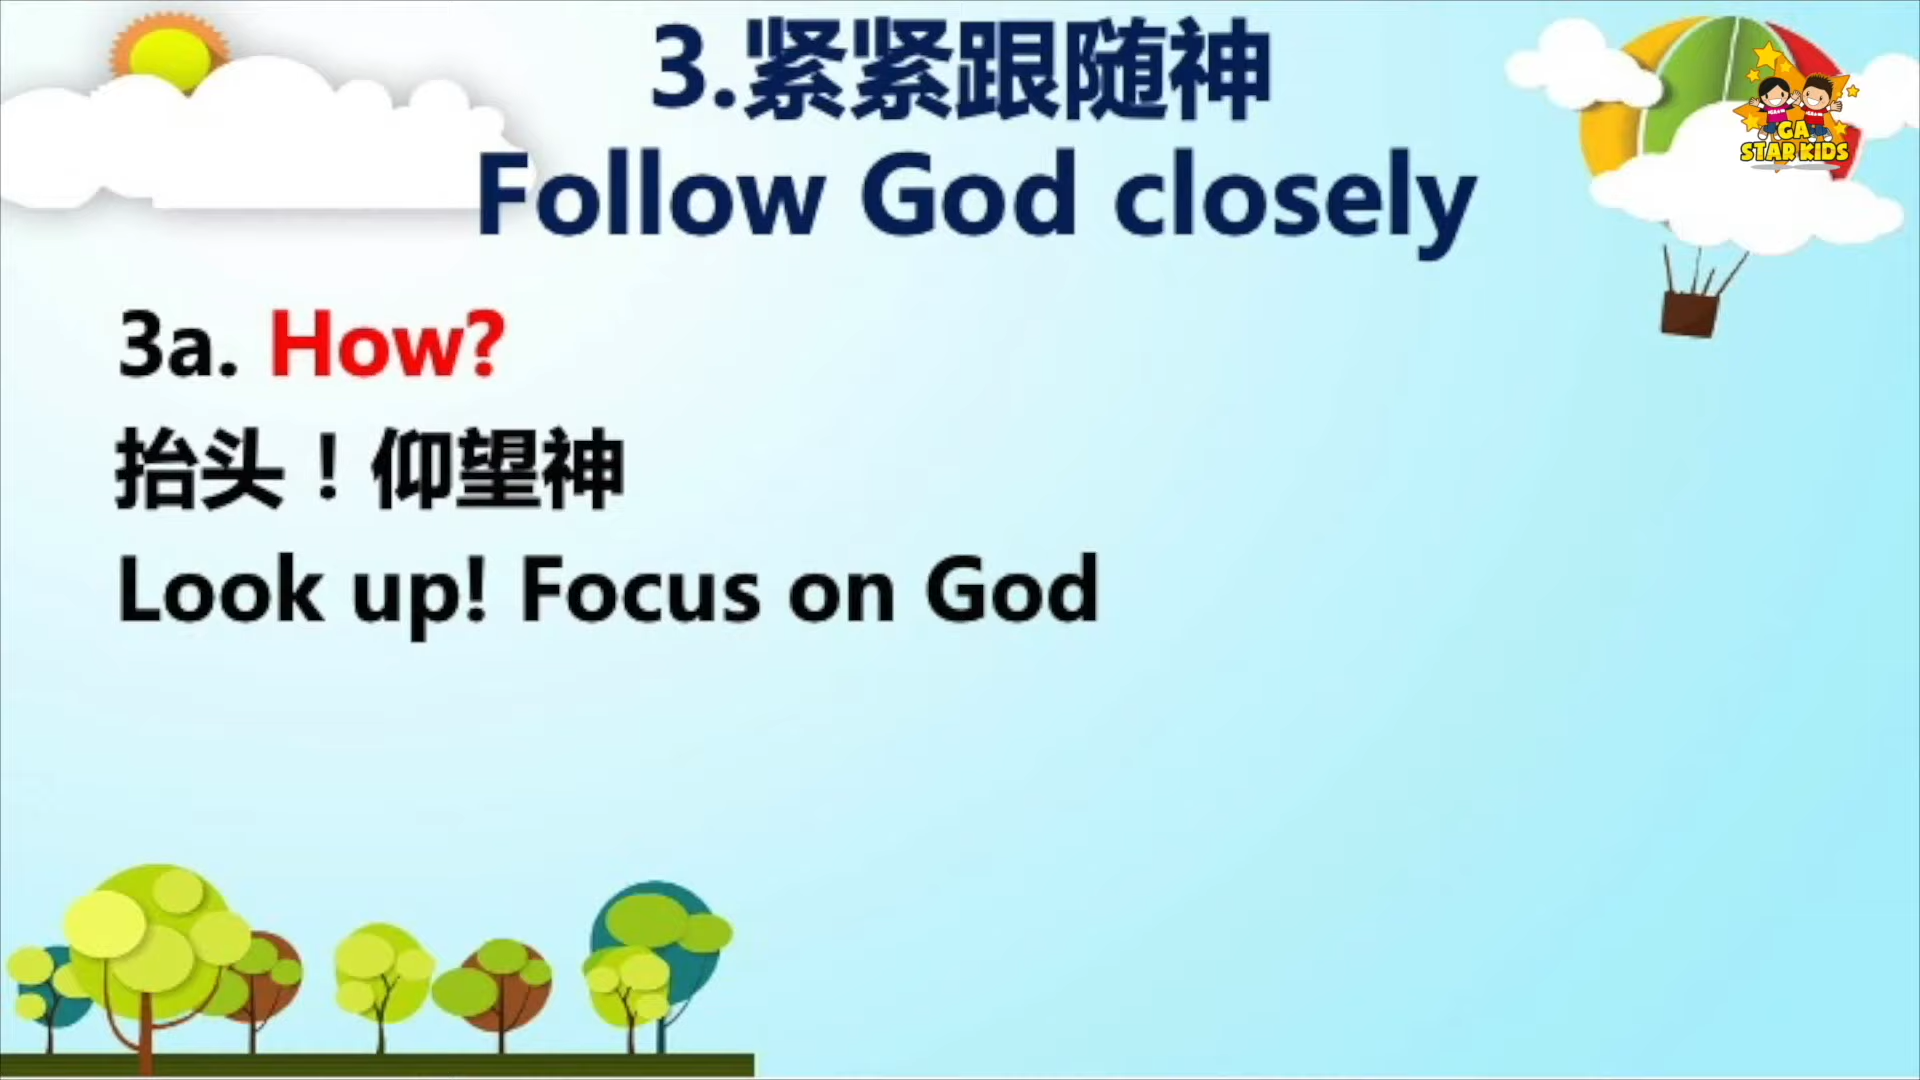 3.紧紧跟随神
Follow God closely
3a. How?
抬头！仰望神
Look up! Focus on God
GA
STAR KIDS